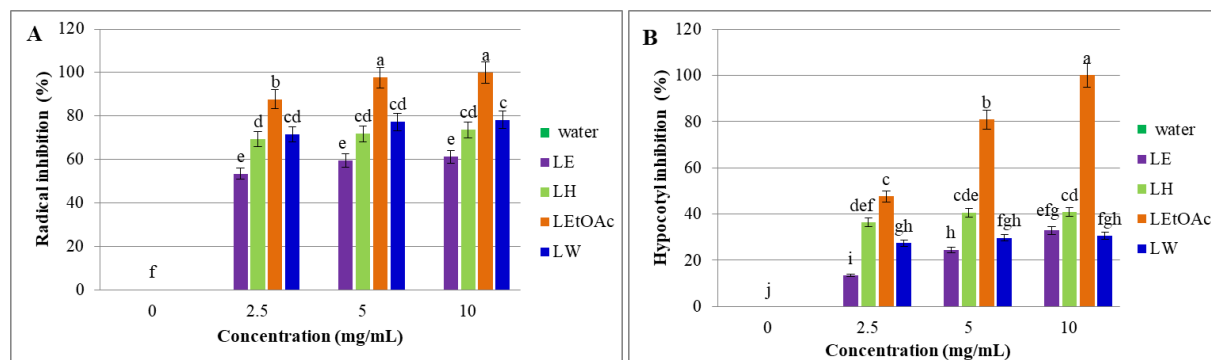 A
Radical inhibition (%)
120
100
80
60
40
20
0
f
e
d
b
cd
e
cd
a
cd
e
cd
a
c
0
2.5
5
10
Concentration (mg/mL)
water
LE
LH
LEtOAc
LW
B
Hypocotyl inhibition (%)
120
100
80
60
40
20
0
j
i
def
c
gh
h
cde
b
fgh
efg
cd
a
fgh
0
2.5
5
10
Concentration (mg/mL)
water
LE
LH
LEtOAc
LW